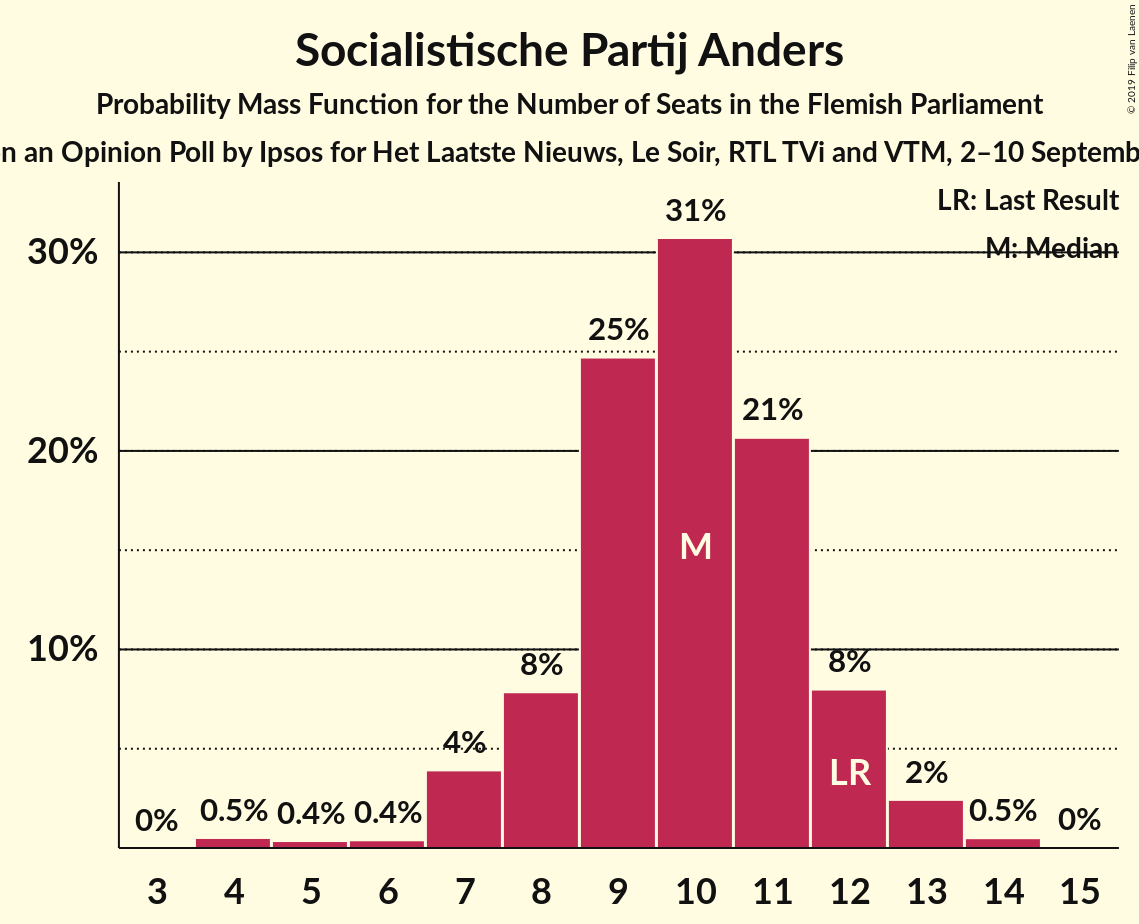 Socialistische Partij Anders
Probability Mass Function for the Number of Seats in the Flemish Parliament
n an Opinion Poll by Ipsos for Het Laatste Nieuws, Le Soir, RTL TVi and VTM, 2–10 Septemb
© 2019 Filip van Laenen
LR: Last Result
M: Median
30%
20%
10%
0%
0.5%
0.4%
0.4%
4%
8%
25%
31%
21%
8%
2%
0.5%
0%
M
LR
3 4 5 6 7 8 9 10 11 12 13 14 15